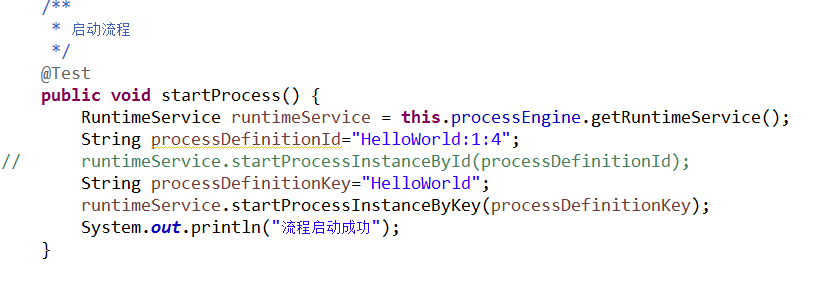 /**
 * 启动流程
 */
@Test
public void startProcess() {
    RuntimeService runtimeService = this.processEngine.getRuntimeService();
    String processDefinitionId="HelloWorld:1:4";
//      runtimeService.startProcessInstanceById(processDefinitionId);
    String processDefinitionKey="HelloWorld";
    runtimeService.startProcessInstanceByKey(processDefinitionKey);
    System.out.println("流程启动成功");
}